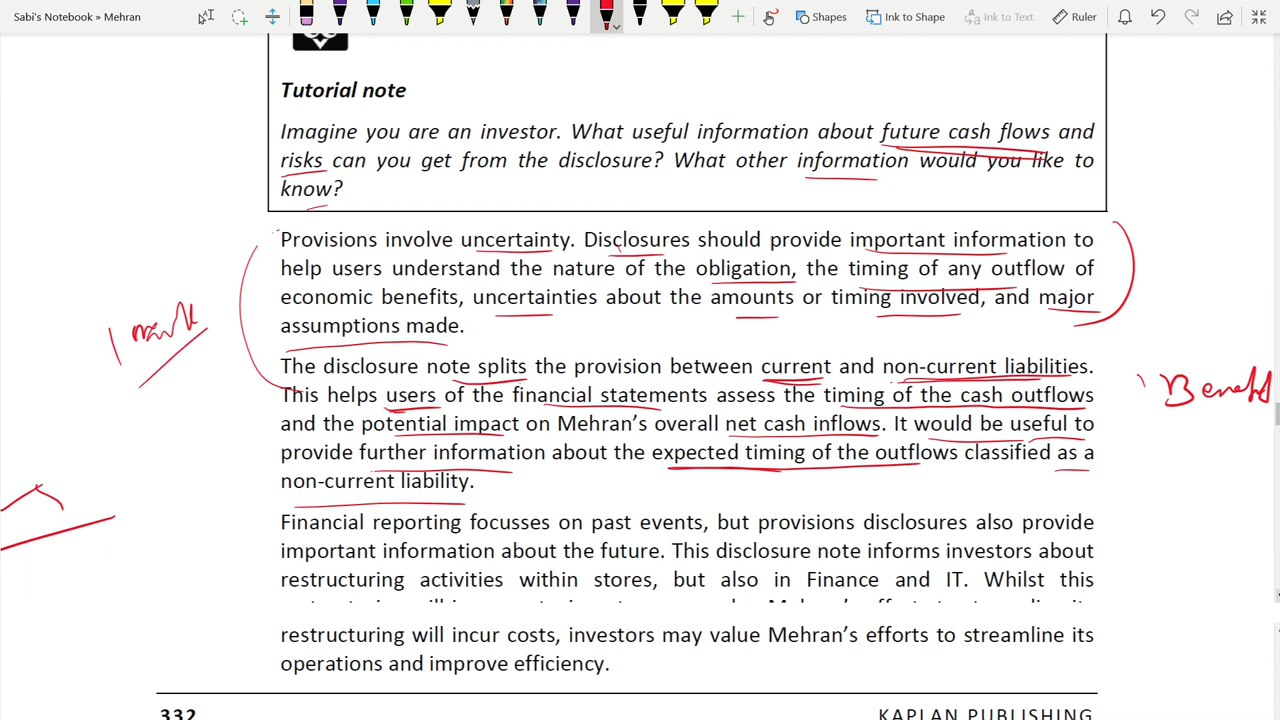 Sabi's Notebook » Mehran
Shapes
Ink to Shape
Ink to Text
Ruler
Tutorial note
Imagine you are an investor. What useful information about future cash flows and
risks can you get from the disclosure? What other information would you like to
know?
Provisions involve uncertainty. Disclosures should provide important information to
help users understand the nature of the obligation, the timing of any outflow of
economic benefits, uncertainties about the amounts or timing involved, and major
assumptions made.
1 mark
The disclosure note splits the provision between current and non-current liabilities.
This helps users of the financial statements assess the timing of the cash outflows
Benefit
and the potential impact on Mehran's overall net cash inflows. It would be useful to
provide further information about the expected timing of the outflows classified as a
non-current liability.
Financial reporting focusses on past events, but provisions disclosures also provide
important information about the future. This disclosure note informs investors about
restructuring activities within stores, but also in Finance and IT. Whilst this
restructuring will incur costs, investors may value Mehran's efforts to streamline its
operations and improve efficiency.
332
KAPLAN PUBLISHING